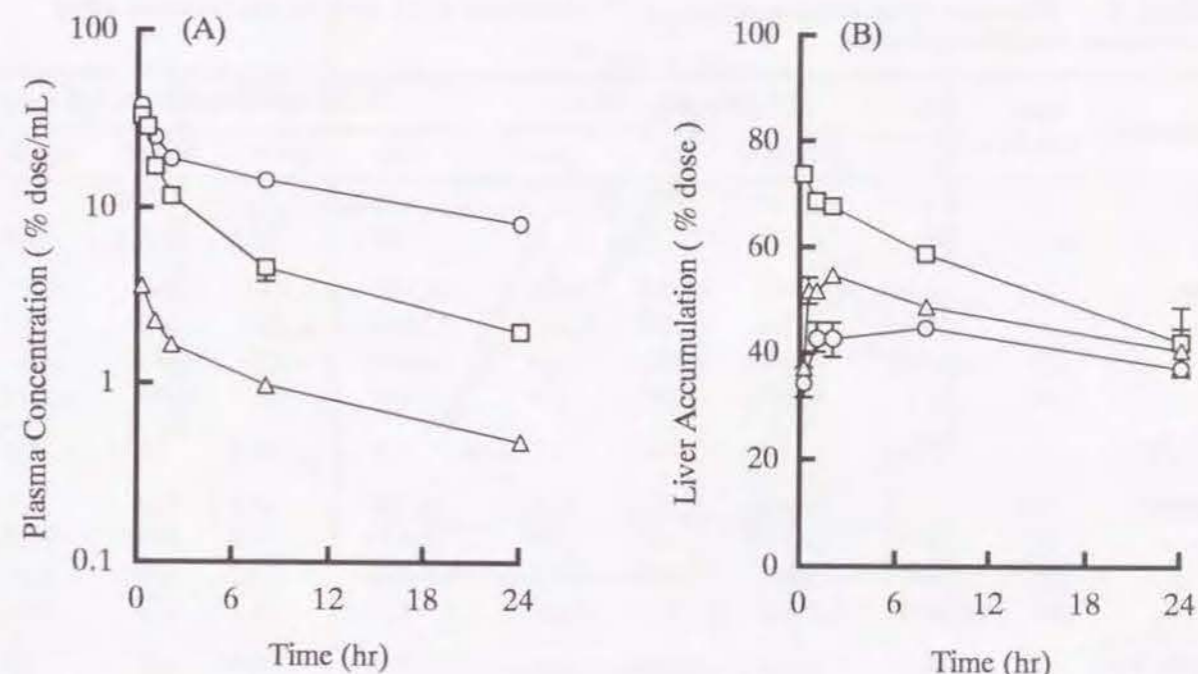 (A)
Plasma Concentration ( % dose/mL )
100
10
1
0.1
0 6 12 18 24
Time (hr)
(B)
Liver Accumulation ( % dose )
100
80
60
40
20
0
0 6 12 18 24
Time (hr)